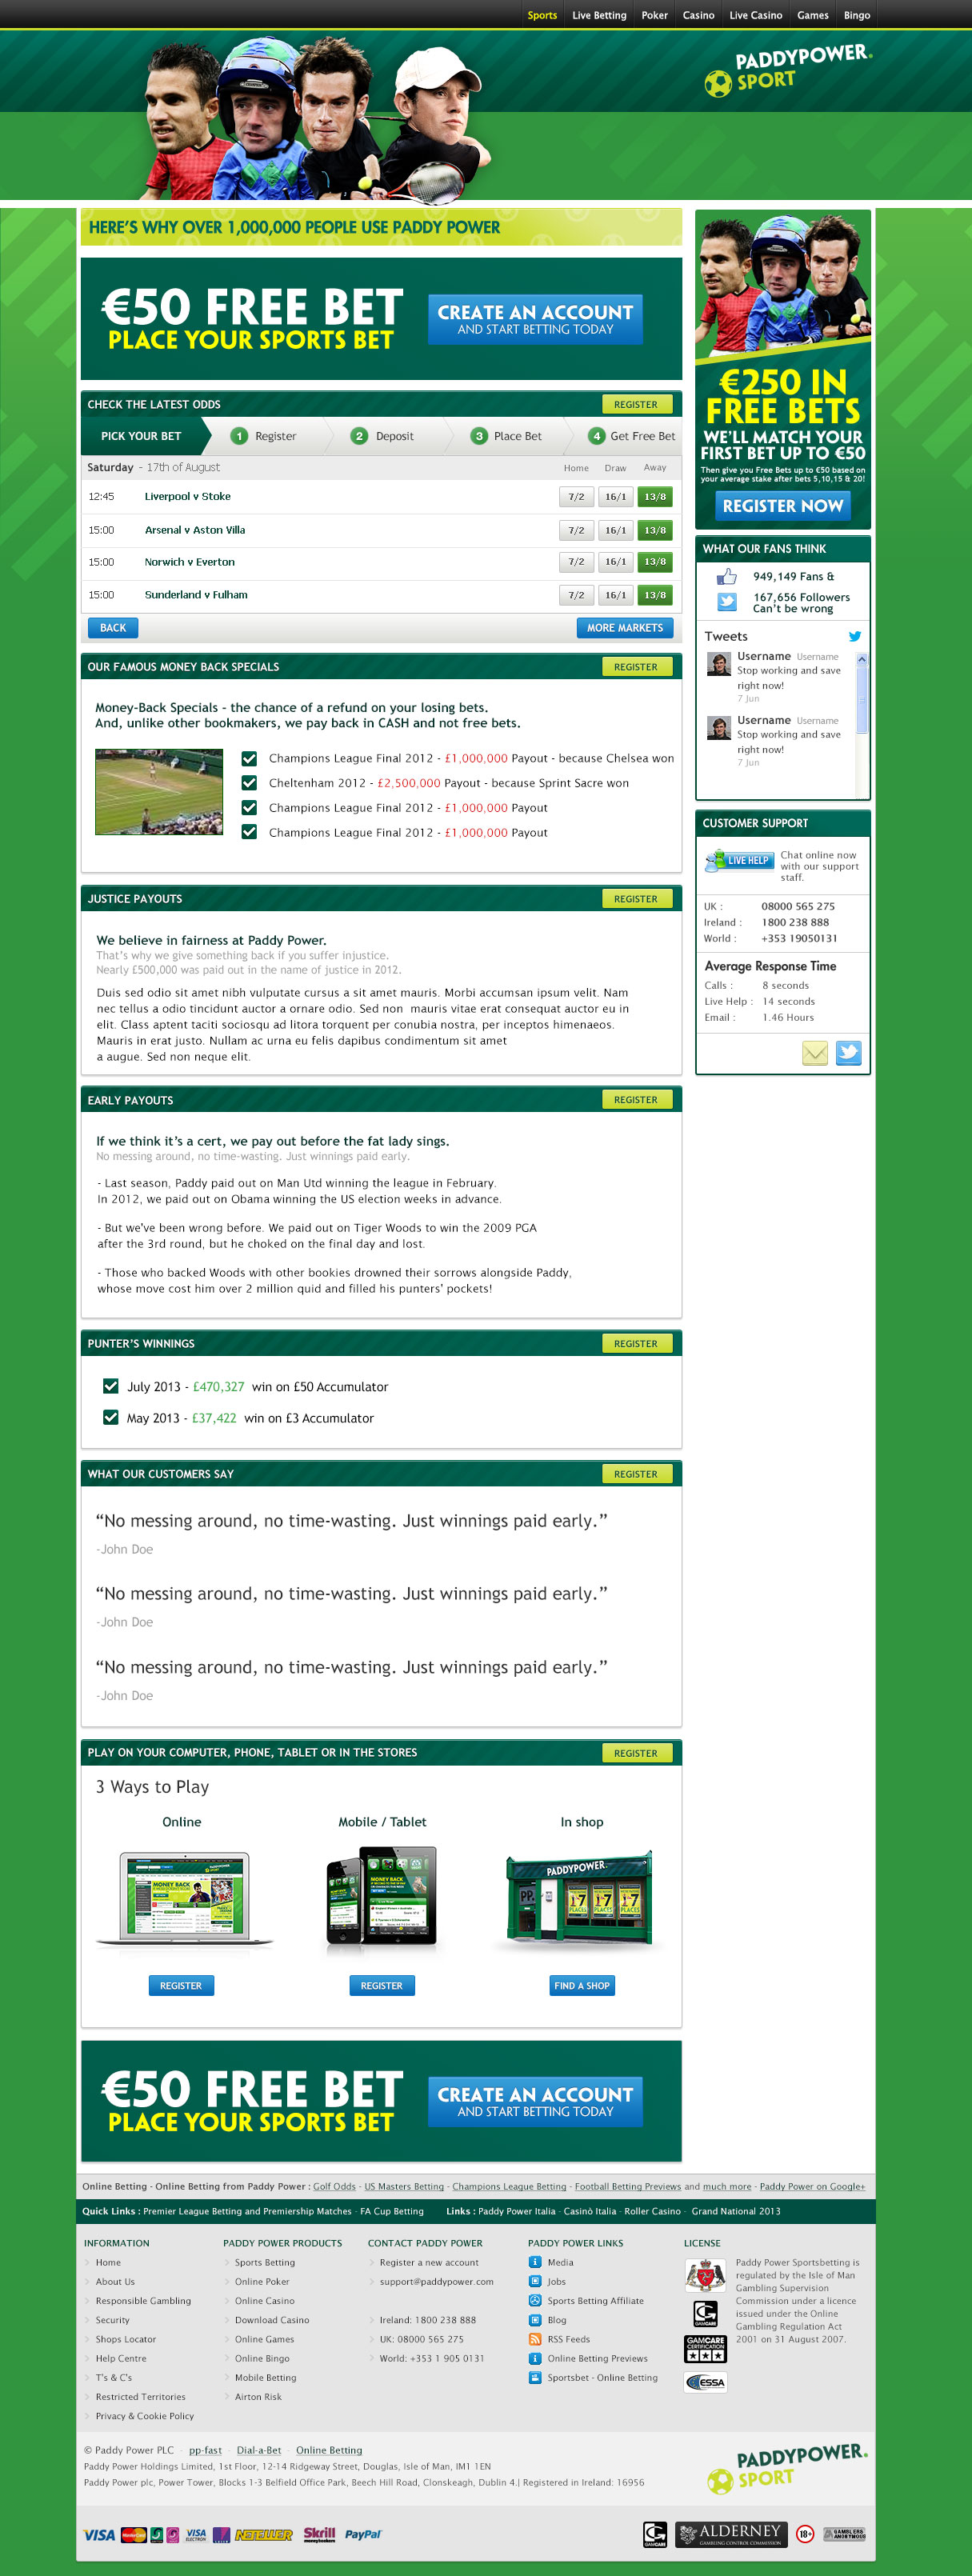 Sports Live Betting Poker Casino Live Casino Games Bingo
PADDYPOWER.
SPORT
HERE'S WHY OVER 1,000,000 PEOPLE USE PADDY POWER
€50 FREE BET
PLACE YOUR SPORTS BET
CREATE AN ACCOUNT
AND START BETTING TODAY
CHECK THE LATEST ODDS REGISTER
PICK YOUR BET 1 Register 2 Deposit 3 Place Bet 4 Get Free Bet
Saturday - 17th of August Home Draw Away
12:45 Liverpool v Stoke 7/2 16/1 13/8
15:00 Arsenal v Aston Villa 7/2 16/1 13/8
15:00 Norwich v Everton 7/2 16/1 13/8
15:00 Sunderland v Fulham 7/2 16/1 13/8
BACK MORE MARKETS
OUR FAMOUS MONEY BACK SPECIALS REGISTER
Money-Back Specials - the chance of a refund on your losing bets.
And, unlike other bookmakers, we pay back in CASH and not free bets.
Champions League Final 2012 - £1,000,000 Payout - because Chelsea won
Cheltenham 2012 - £2,500,000 Payout - because Sprint Sacre won
Champions League Final 2012 - £1,000,000 Payout
Champions League Final 2012 - £1,000,000 Payout
JUSTICE PAYOUTS REGISTER
We believe in fairness at Paddy Power.
That's why we give something back if you suffer injustice.
Nearly £500,000 was paid out in the name of justice in 2012.
Duis sed odio sit amet nibh vulputate cursus a sit amet mauris. Morbi accumsan ipsum velit. Nam
nec tellus a odio tincidunt auctor a ornare odio. Sed non mauris vitae erat consequat auctor eu in
elit. Class aptent taciti sociosqu ad litora torquent per conubia nostra, per inceptos himenaeos.
Mauris in erat justo. Nullam ac urna eu felis dapibus condimentum sit amet
a augue. Sed non neque elit.
EARLY PAYOUTS REGISTER
If we think it's a cert, we pay out before the fat lady sings.
No messing around, no time-wasting. Just winnings paid early.
- Last season, Paddy paid out on Man Utd winning the league in February.
In 2012, we paid out on Obama winning the US election weeks in advance.
- But we've been wrong before. We paid out on Tiger Woods to win the 2009 PGA
after the 3rd round, but he choked on the final day and lost.
- Those who backed Woods with other bookies drowned their sorrows alongside Paddy,
whose move cost him over 2 million quid and filled his punters' pockets!
PUNTER'S WINNINGS REGISTER
July 2013 - £470,327 win on £50 Accumulator
May 2013 - £37,422 win on £3 Accumulator
WHAT OUR CUSTOMERS SAY REGISTER
“No messing around, no time-wasting. Just winnings paid early.”
-John Doe
“No messing around, no time-wasting. Just winnings paid early.”
-John Doe
“No messing around, no time-wasting. Just winnings paid early.”
-John Doe
PLAY ON YOUR COMPUTER, PHONE, TABLET OR IN THE STORES REGISTER
3 Ways to Play
Online Mobile / Tablet In shop
MONEY BACK
MONEY BACK
PADDYPOWER.
PP.
7 7 7
PLACES PLACES PLACES
REGISTER REGISTER FIND A SHOP
€50 FREE BET
PLACE YOUR SPORTS BET
CREATE AN ACCOUNT
AND START BETTING TODAY
€250 IN
FREE BETS
WE'LL MATCH YOUR
FIRST BET UP TO €50
Then give you Free Bets up to €50 based on
your average stake after bets 5,10,15 & 20!
REGISTER NOW
WHAT OUR FANS THINK
949,149 Fans &
167,656 Followers
Can't be wrong
Tweets
Username Username
Stop working and save
right now!
7 Jun
Username Username
Stop working and save
right now!
7 Jun
CUSTOMER SUPPORT
LIVE HELP
Chat online now
with our support
staff.
UK : 08000 565 275
Ireland : 1800 238 888
World : +353 19050131
Average Response Time
Calls : 8 seconds
Live Help : 14 seconds
Email : 1.46 Hours
Online Betting - Online Betting from Paddy Power : Golf Odds - US Masters Betting - Champions League Betting - Football Betting Previews and much more - Paddy Power on Google+
Quick Links : Premier League Betting and Premiership Matches - FA Cup Betting Links : Paddy Power Italia - Casinò Italia - Roller Casino - Grand National 2013
INFORMATION
Home
About Us
Responsible Gambling
Security
Shops Locator
Help Centre
T's & C's
Restricted Territories
Privacy & Cookie Policy
PADDY POWER PRODUCTS
Sports Betting
Online Poker
Online Casino
Download Casino
Online Games
Online Bingo
Mobile Betting
Airton Risk
CONTACT PADDY POWER
Register a new account
support@paddypower.com
Ireland: 1800 238 888
UK: 08000 565 275
World: +353 1 905 0131
PADDY POWER LINKS
Media
Jobs
Sports Betting Affiliate
Blog
RSS Feeds
Online Betting Previews
Sportsbet - Online Betting
LICENSE
Paddy Power Sportsbetting is
regulated by the Isle of Man
Gambling Supervision
Commission under a licence
issued under the Online
Gambling Regulation Act
2001 on 31 August 2007.
GAMCARE
GAMCARE
CERTIFICATION
ESSA
© Paddy Power PLC - pp-fast - Dial-a-Bet - Online Betting
Paddy Power Holdings Limited, 1st Floor, 12-14 Ridgeway Street, Douglas, Isle of Man, IM1 1EN
Paddy Power plc, Power Tower, Blocks 1-3 Belfield Office Park, Beech Hill Road, Clonskeagh, Dublin 4.| Registered in Ireland: 16956
PADDYPOWER.
SPORT
VISA MasterCard VISA ELECTRON NETELLER Skrill moneybookers PayPal
GAMCARE ALDERNEY GAMBLING CONTROL COMMISSION 18+ GAMBLERS ANONYMOUS